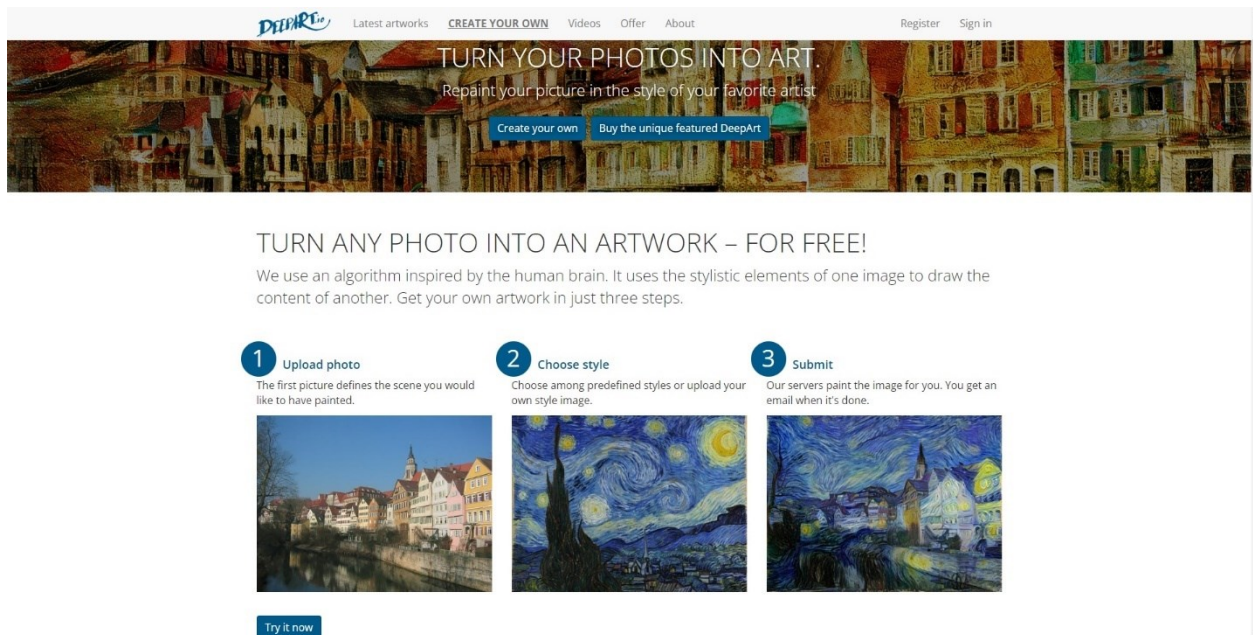 DEEPART.io Latest artworks CREATE YOUR OWN Videos Offer About Register Sign in
TURN YOUR PHOTOS INTO ART.
Repaint your picture in the style of your favorite artist
Create your own Buy the unique featured DeepArt
TURN ANY PHOTO INTO AN ARTWORK – FOR FREE!
We use an algorithm inspired by the human brain. It uses the stylistic elements of one image to draw the
content of another. Get your own artwork in just three steps.
1 Upload photo
The first picture defines the scene you would
like to have painted.
2 Choose style
Choose among predefined styles or upload your
own style image.
3 Submit
Our servers paint the image for you. You get an
email when it's done.
Try it now